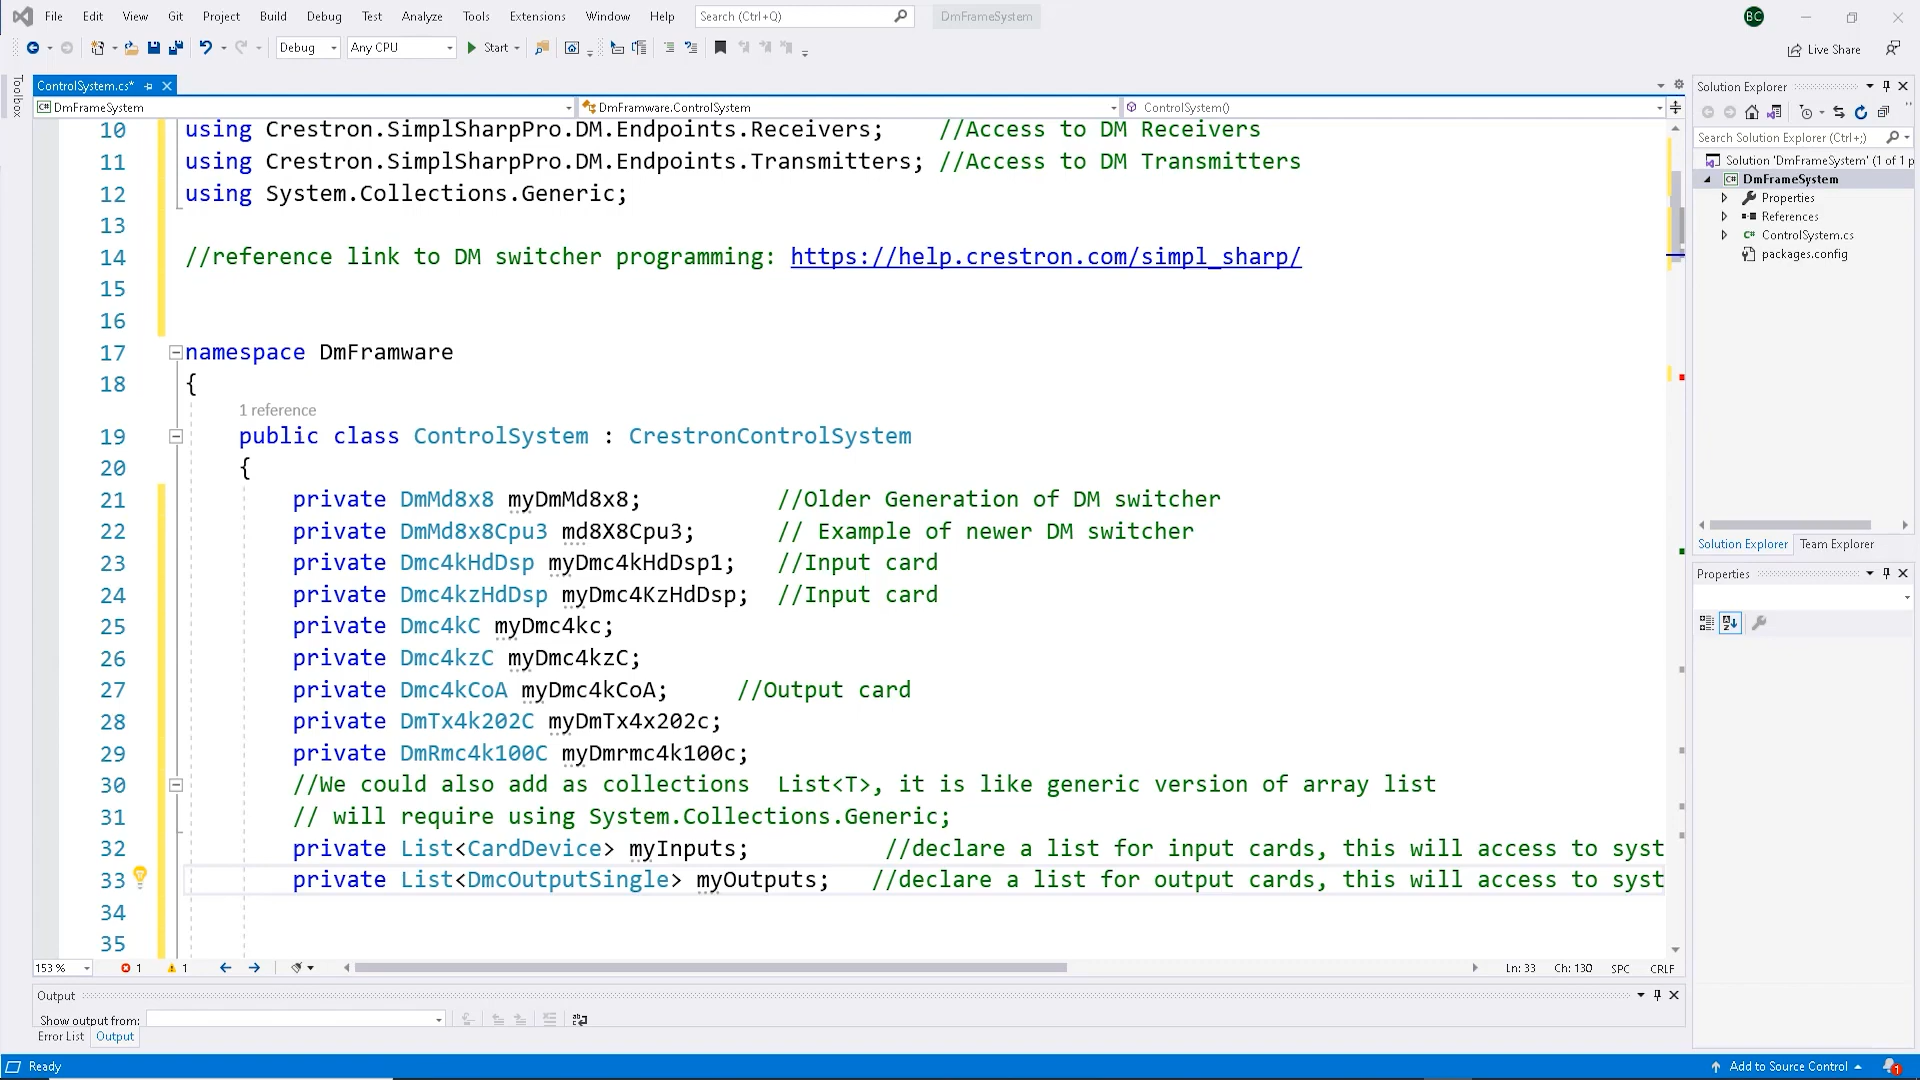 File Edit View Git Project Build Debug Test Analyze Tools Extensions Window Help Search (Ctrl+Q) DmFrameSystem BC
Debug Any CPU Start Live Share
Toolbox
ControlSystem.cs*
DmFrameSystem DmFramware.ControlSystem ControlSystem()
10 using Crestron.SimplSharpPro.DM.Endpoints.Receivers; //Access to DM Receivers
11 using Crestron.SimplSharpPro.DM.Endpoints.Transmitters; //Access to DM Transmitters
12 using System.Collections.Generic;
13
14 //reference link to DM switcher programming: https://help.crestron.com/simpl_sharp/
15
16
17 namespace DmFramware
18 {
1 reference
19 public class ControlSystem : CrestronControlSystem
20 {
21 private DmMd8x8 myDmMd8x8; //Older Generation of DM switcher
22 private DmMd8x8Cpu3 md8X8Cpu3; // Example of newer DM switcher
23 private Dmc4kHdDsp myDmc4kHdDsp1; //Input card
24 private Dmc4kzHdDsp myDmc4KzHdDsp; //Input card
25 private Dmc4kC myDmc4kc;
26 private Dmc4kzC myDmc4kzC;
27 private Dmc4kCoA myDmc4kCoA; //Output card
28 private DmTx4k202C myDmTx4x202c;
29 private DmRmc4k100C myDmrmc4k100c;
30 //We could also add as collections List<T>, it is like generic version of array list
31 // will require using System.Collections.Generic;
32 private List<CardDevice> myInputs; //declare a list for input cards, this will access to syst
33 private List<DmcOutputSingle> myOutputs; //declare a list for output cards, this will access to syst
34
35
153 % 1 1 Ln: 33 Ch: 130 SPC CRLF
Output
Show output from:
Error List Output
Ready Add to Source Control 1
Solution Explorer
Search Solution Explorer (Ctrl+;)
Solution 'DmFrameSystem' (1 of 1 p
DmFrameSystem
Properties
References
ControlSystem.cs
packages.config
Solution Explorer Team Explorer
Properties